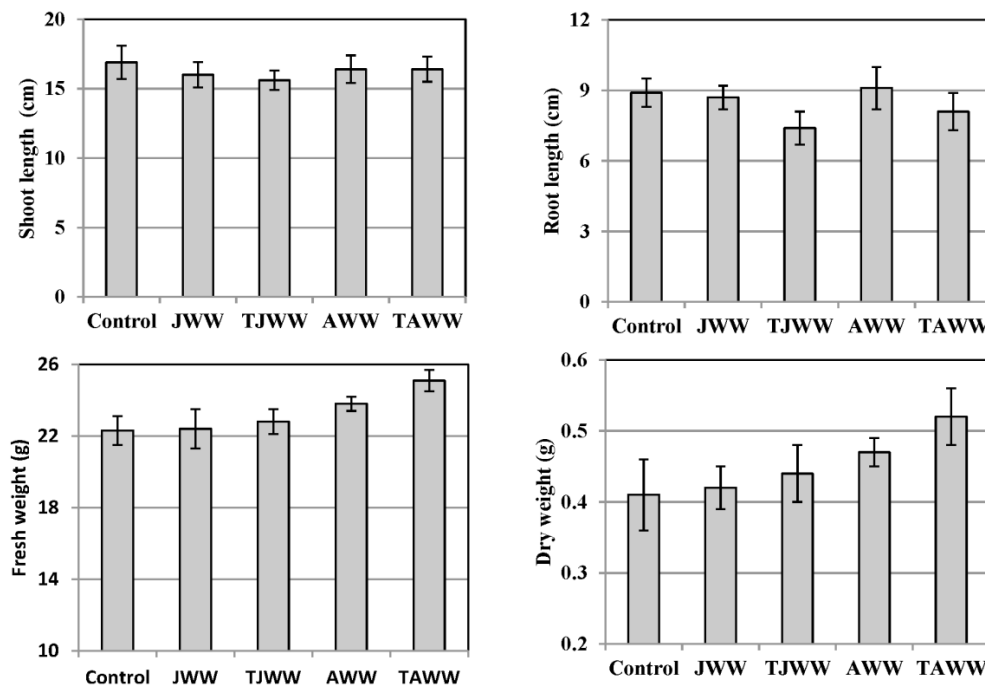 20
15
10
5
0
Shoot length (cm)
Control JWW TJWW AWW TAWW
12
9
6
3
0
Root length (cm)
Control JWW TJWW AWW TAWW
26
22
18
14
10
Fresh weight (g)
Control JWW TJWW AWW TAWW
0.6
0.5
0.4
0.3
0.2
Dry weight (g)
Control JWW TJWW AWW TAWW